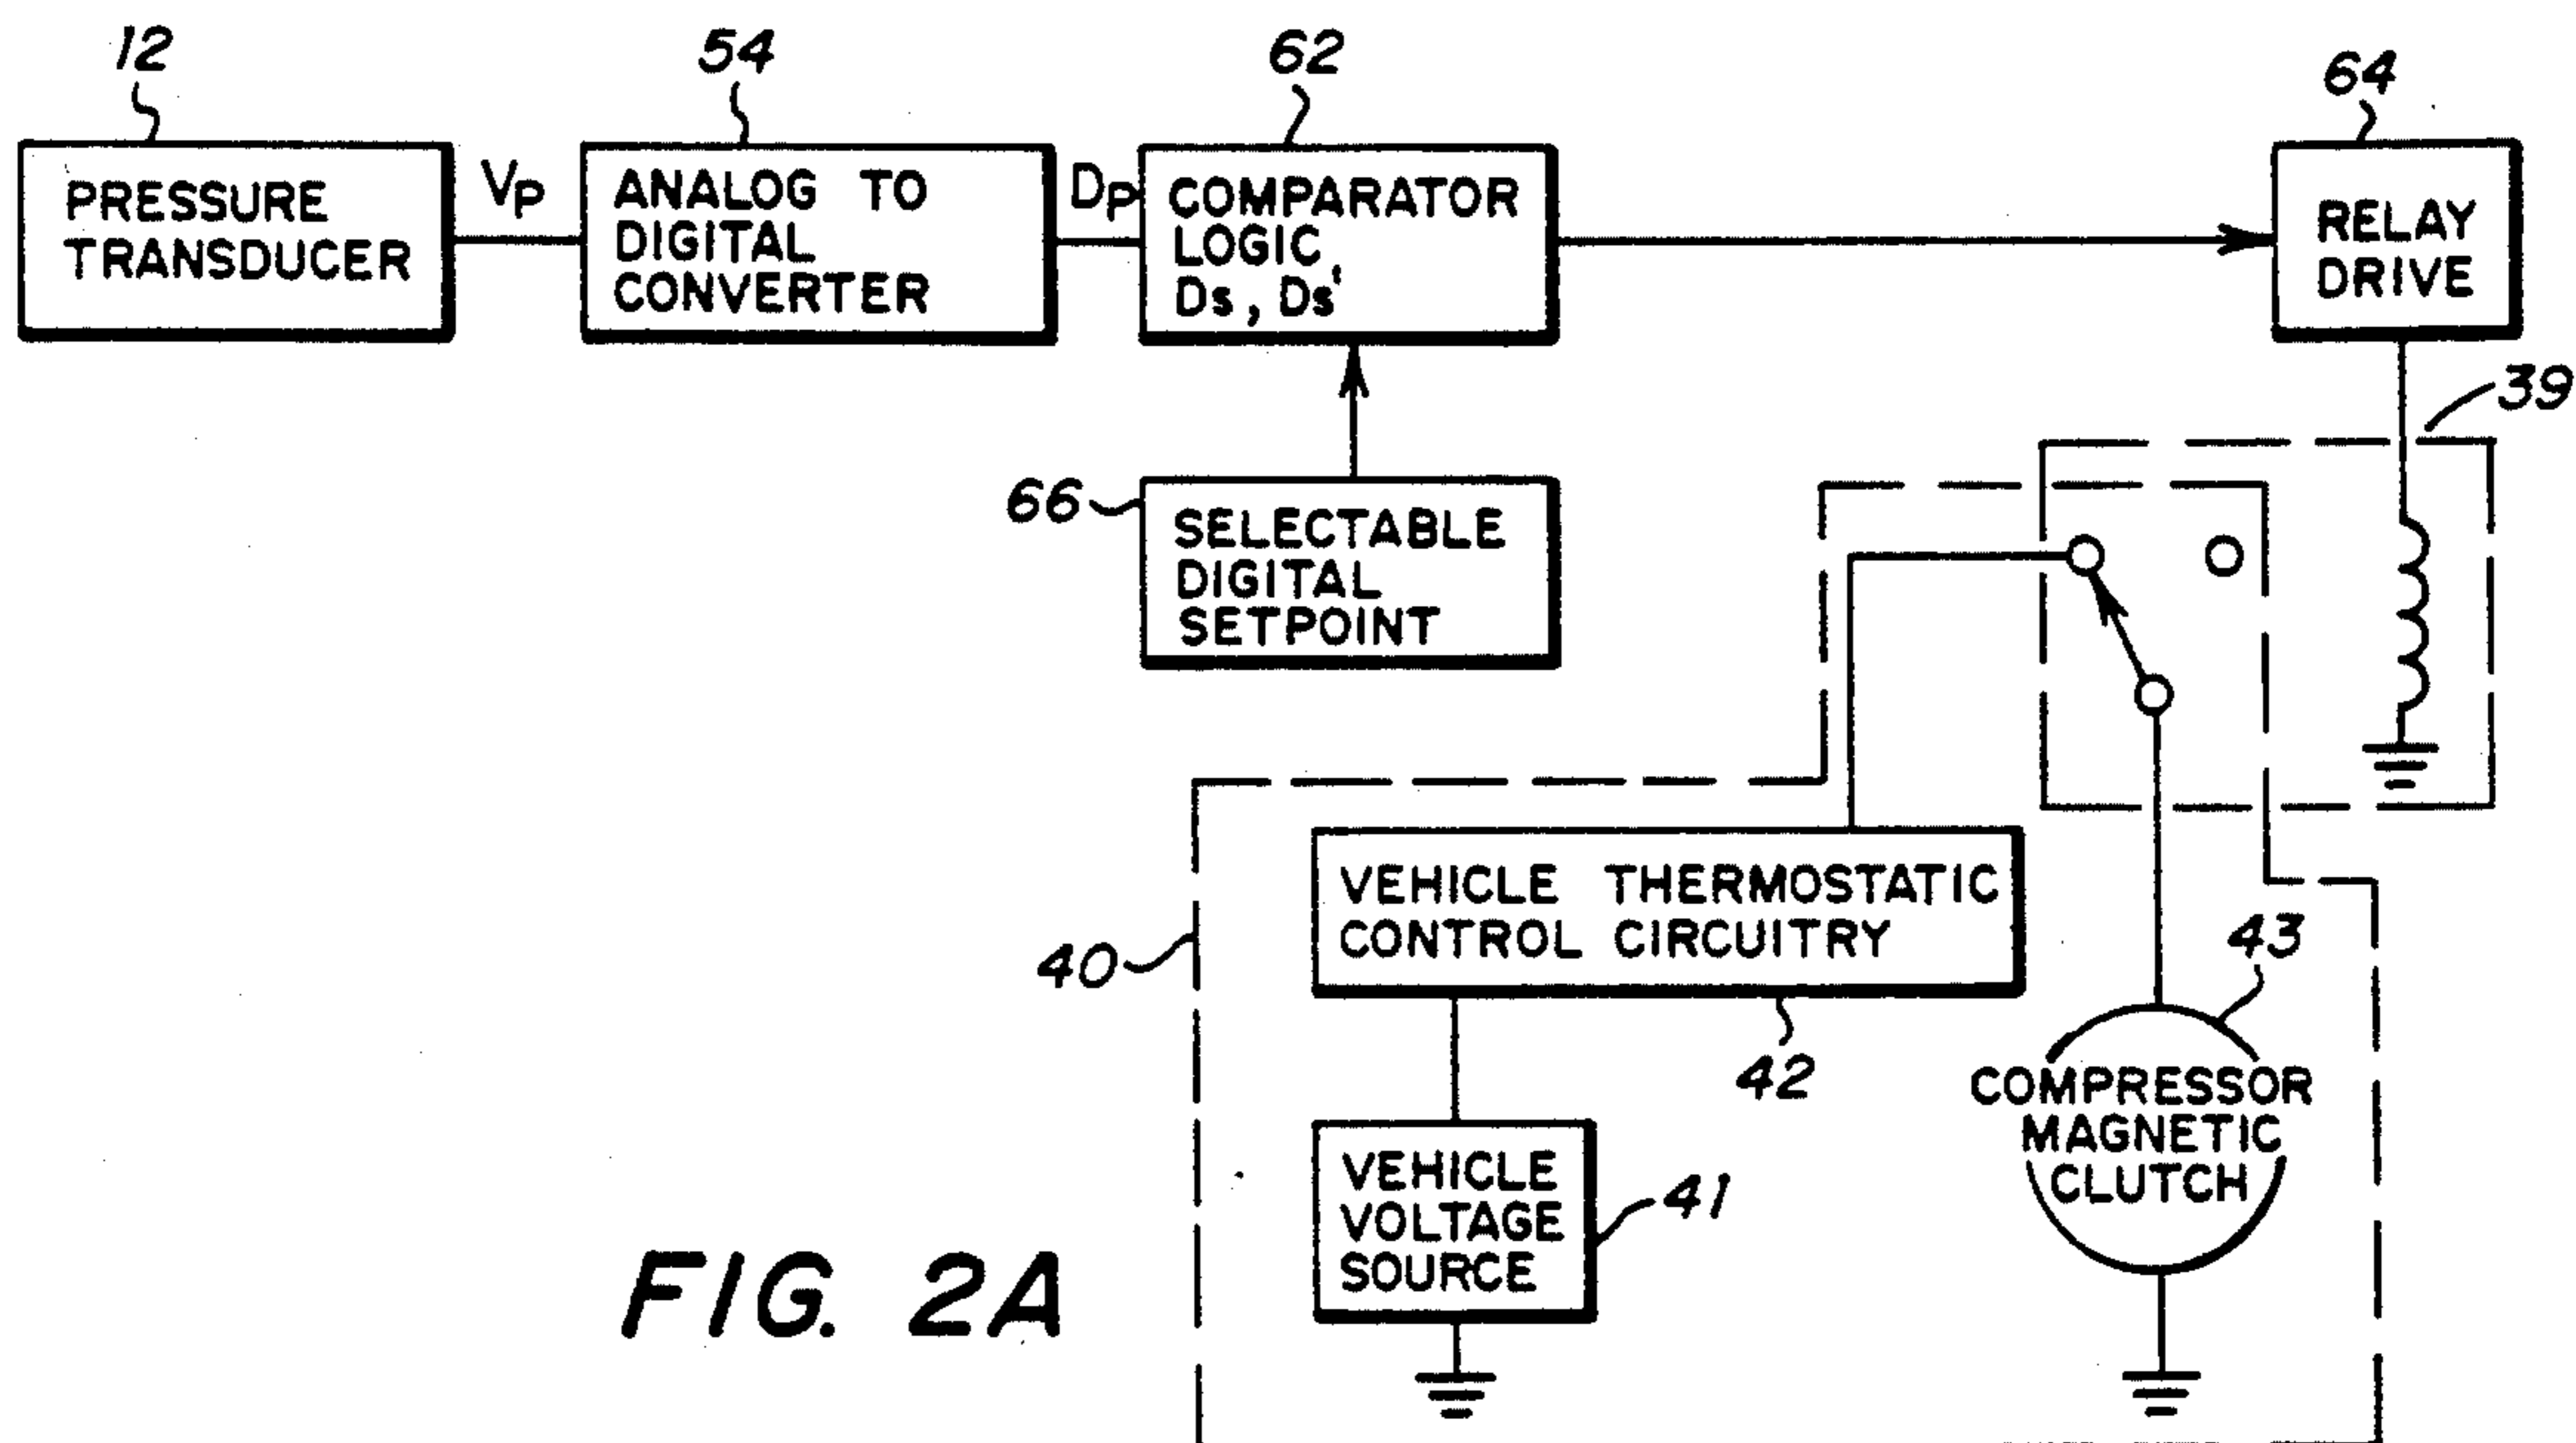 12
54
62
64
PRESSURE
TRANSDUCER
VP
ANALOG TO
DIGITAL
CONVERTER
DP
COMPARATOR
LOGIC
Ds, Ds'
RELAY
DRIVE
39
66
SELECTABLE
DIGITAL
SETPOINT
40
VEHICLE THERMOSTATIC
CONTROL CIRCUITRY
42
43
COMPRESSOR
MAGNETIC
CLUTCH
VEHICLE
VOLTAGE
SOURCE
41
FIG. 2A